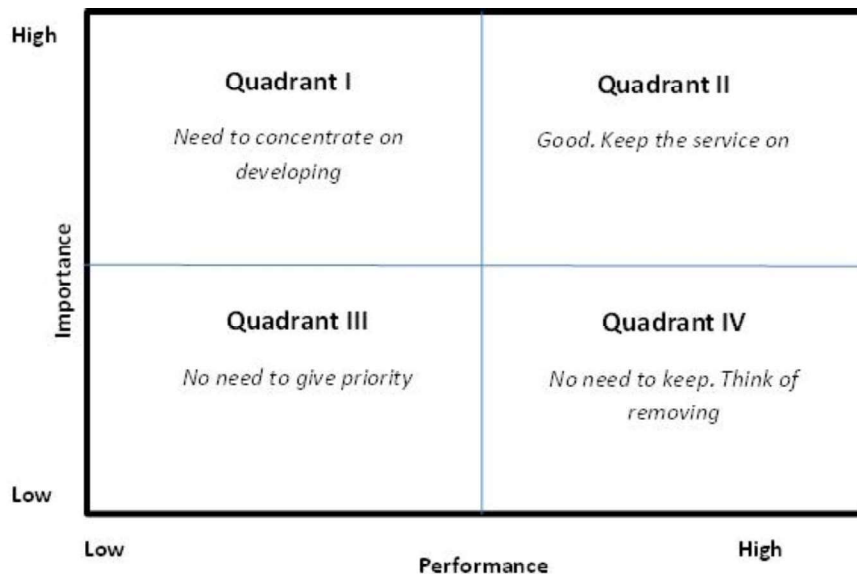 High
Quadrant I
Need to concentrate on
developing
Quadrant II
Good. Keep the service on
Importance
Quadrant III
No need to give priority
Quadrant IV
No need to keep. Think of
removing
Low
Low
Performance
High